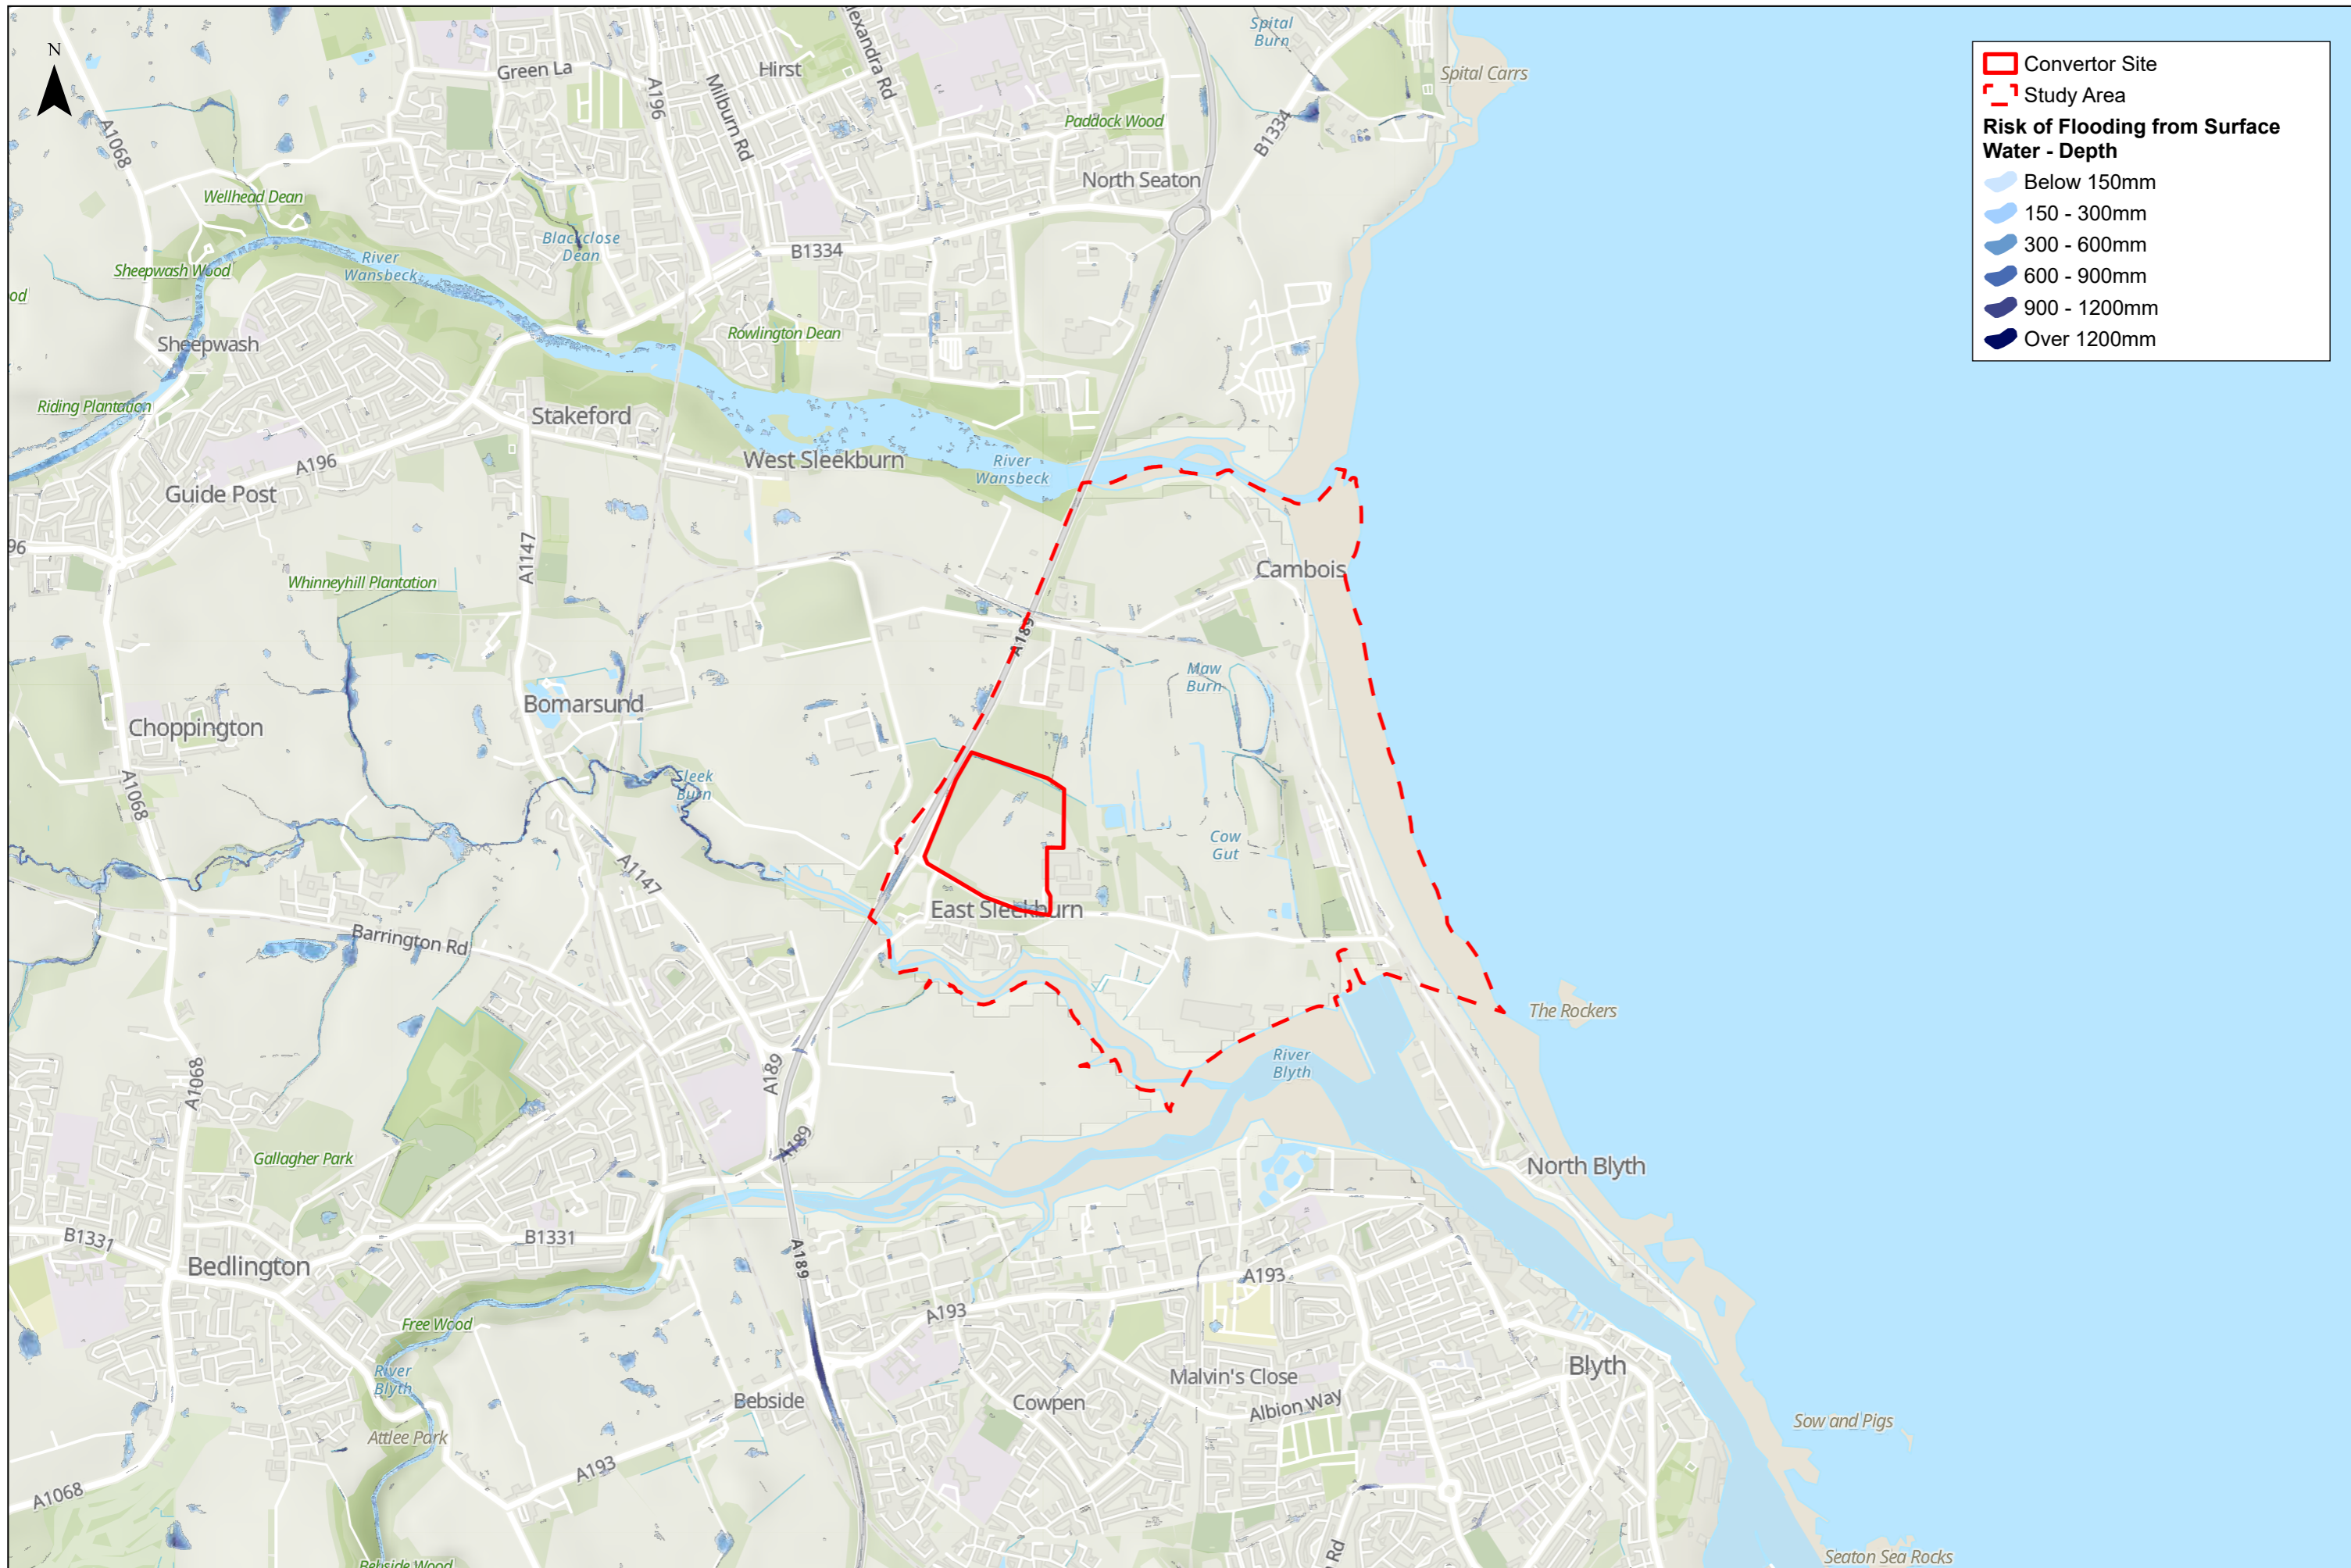 N
Convertor Site
Study Area
Risk of Flooding from Surface
Water - Depth
Below 150mm
150 - 300mm
300 - 600mm
600 - 900mm
900 - 1200mm
Over 1200mm
Spital
Burn
Spital Carrs
Green La
Hirst
A196
Milburn Rd
lexandra Rd
A1068
Paddock Wood
B1334
North Seaton
Wellhead Dean
Blackclose
Dean
B1334
Sheepwash Wood
River
Wansbeck
od
Rowlington Dean
Sheepwash
Riding Plantation
Stakeford
West Sleekburn
River
Wansbeck
A196
Guide Post
96
A1147
Cambois
Whinneyhill Plantation
A189
Maw
Burn
Bomarsund
Choppington
A1068
Sleek
Burn
Cow
Gut
A1147
East Sleekburn
Barrington Rd
The Rockers
A189
River
Blyth
A1068
A189
Gallagher Park
North Blyth
B1331
B1331
A189
Bedlington
A193
A193
Free Wood
River
Blyth
Malvin's Close
Blyth
Bebside
Cowpen
Albion Way
Attlee Park
Sow and Pigs
A193
A1068
Rd
Bebside Wood
Seaton Sea Rocks